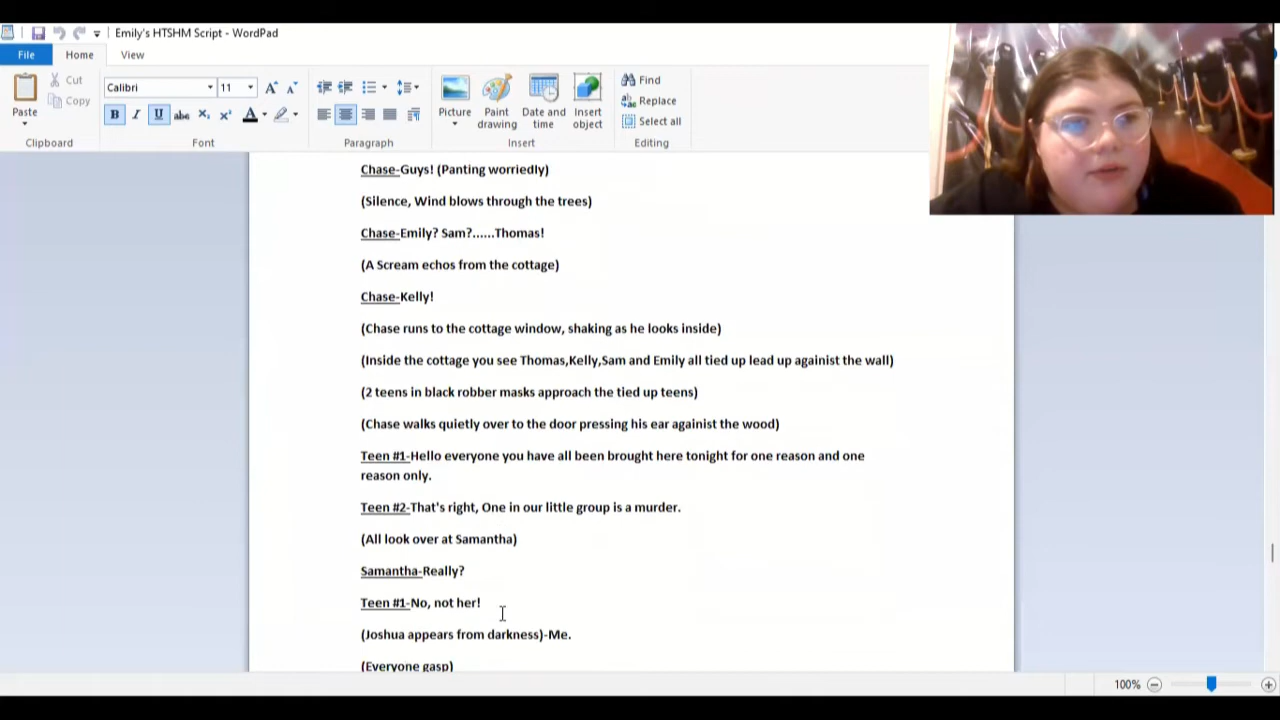 Emily's HTSHM Script - WordPad
File
Home
View
Paste
Cut
Copy
Clipboard
Calibri
11
Font
Paragraph
Picture
Paint drawing
Date and time
Insert object
Insert
Find
Replace
Select all
Editing
Chase-Guys! (Panting worriedly)
(Silence, Wind blows through the trees)
Chase-Emily? Sam?......Thomas!
(A Scream echos from the cottage)
Chase-Kelly!
(Chase runs to the cottage window, shaking as he looks inside)
(Inside the cottage you see Thomas,Kelly,Sam and Emily all tied up lead up againist the wall)
(2 teens in black robber masks approach the tied up teens)
(Chase walks quietly over to the door pressing his ear againist the wood)
Teen #1-Hello everyone you have all been brought here tonight for one reason and one
reason only.
Teen #2-That's right, One in our little group is a murder.
(All look over at Samantha)
Samantha-Really?
Teen #1-No, not her!
(Joshua appears from darkness)-Me.
(Everyone gasp)
100%